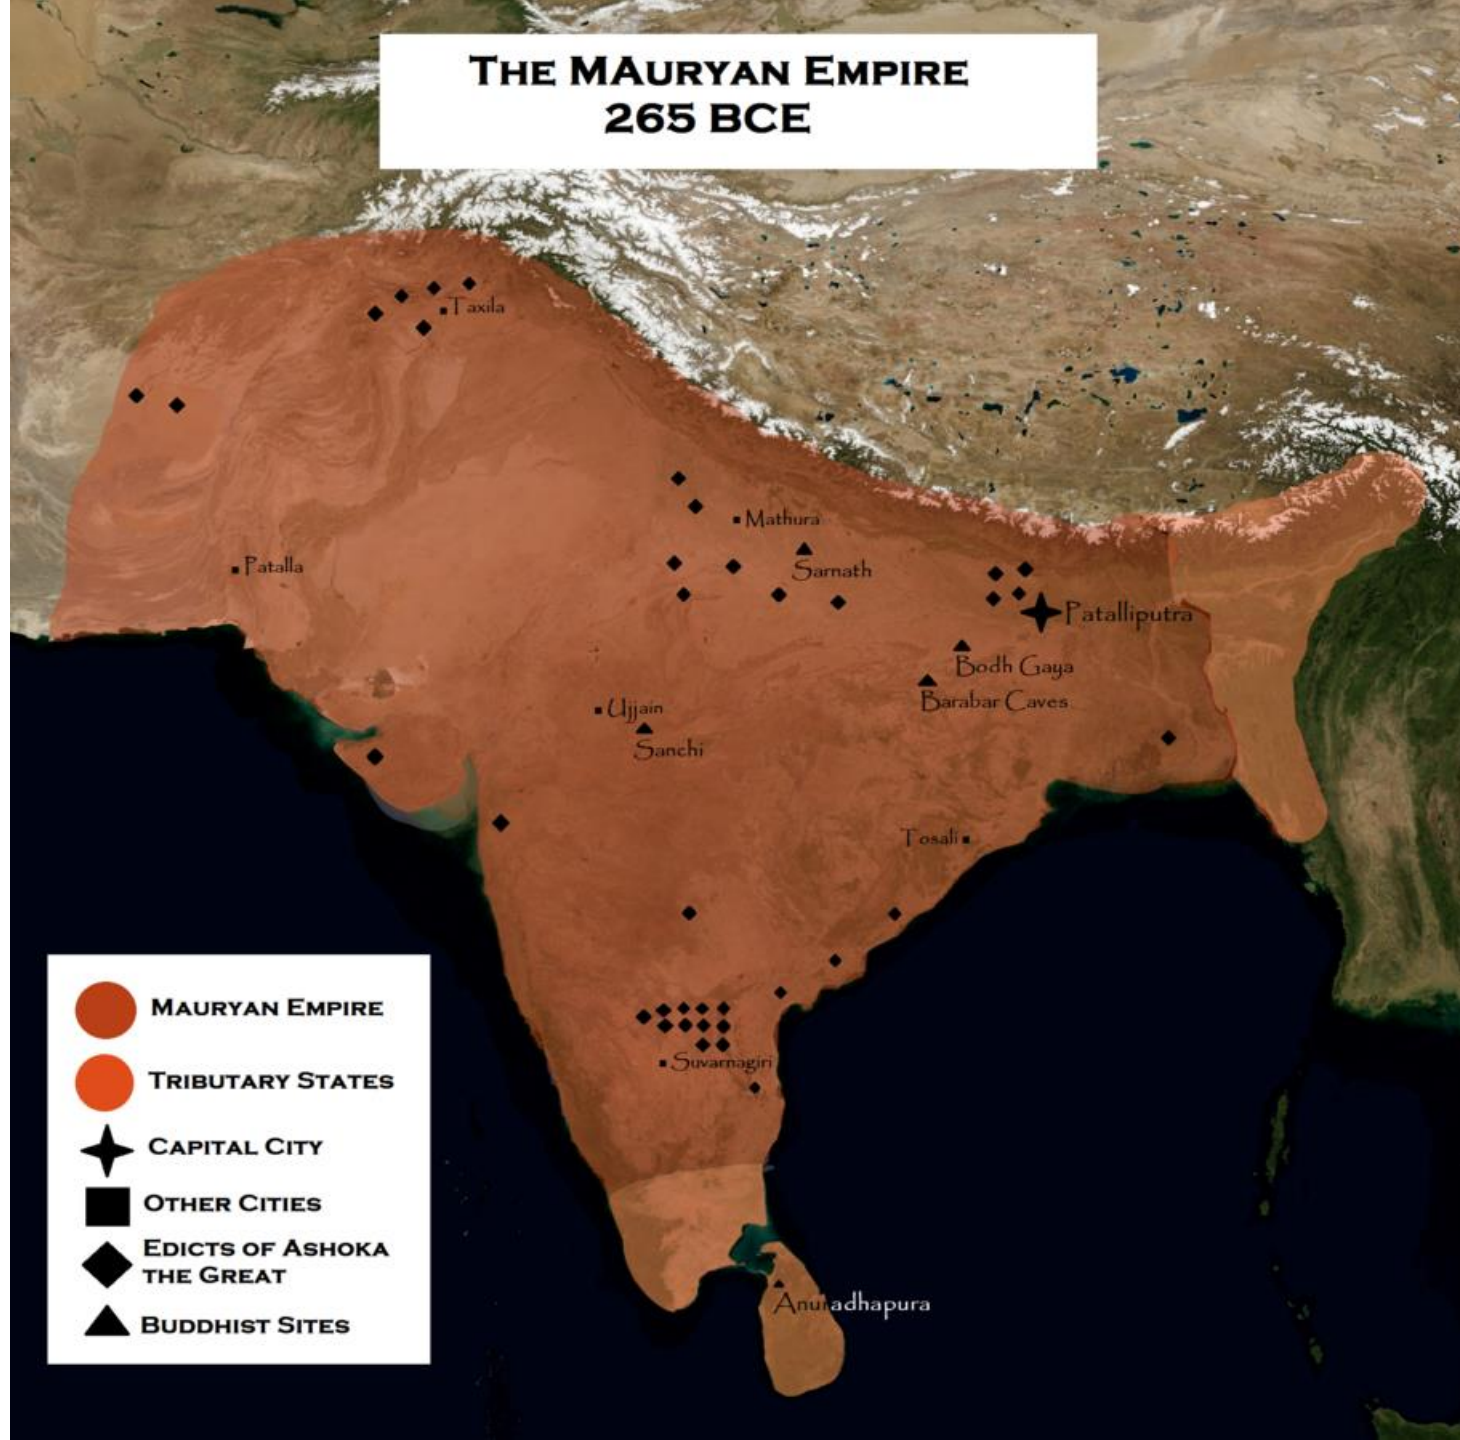 THE MAURYAN EMPIRE
265 BCE
Taxila
Mathura
Sarnath
Patalla
Patalliputra
Bodh Gaya
Barabar Caves
Ujjain
Sanchi
Tosali
Suvarnagiri
Anuradhapura
MAURYAN EMPIRE
TRIBUTARY STATES
CAPITAL CITY
OTHER CITIES
EDICTS OF ASHOKA
THE GREAT
BUDDHIST SITES